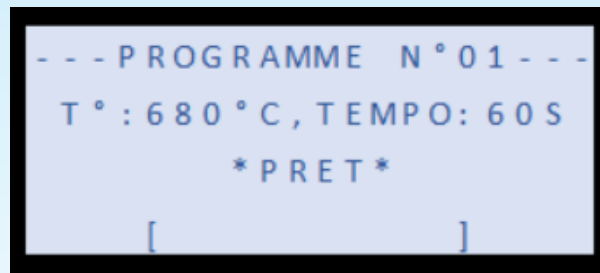 ---PROGRAMME N°01---
T°:680°C,TEMPO:60S
*PRET*
[ ]